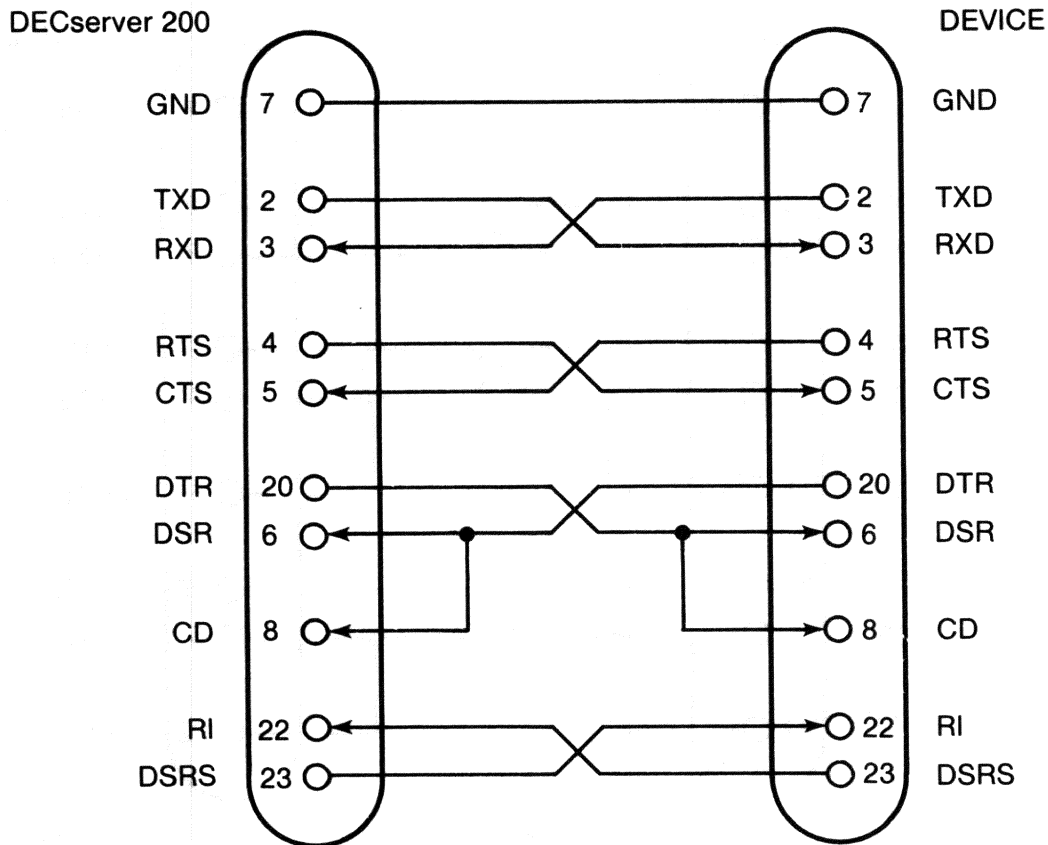 DECserver 200 DEVICE
GND 7 7 GND
TXD 2 2 TXD
RXD 3 3 RXD
RTS 4 4 RTS
CTS 5 5 CTS
DTR 20 20 DTR
DSR 6 6 DSR
CD 8 8 CD
RI 22 22 RI
DSRS 23 23 DSRS